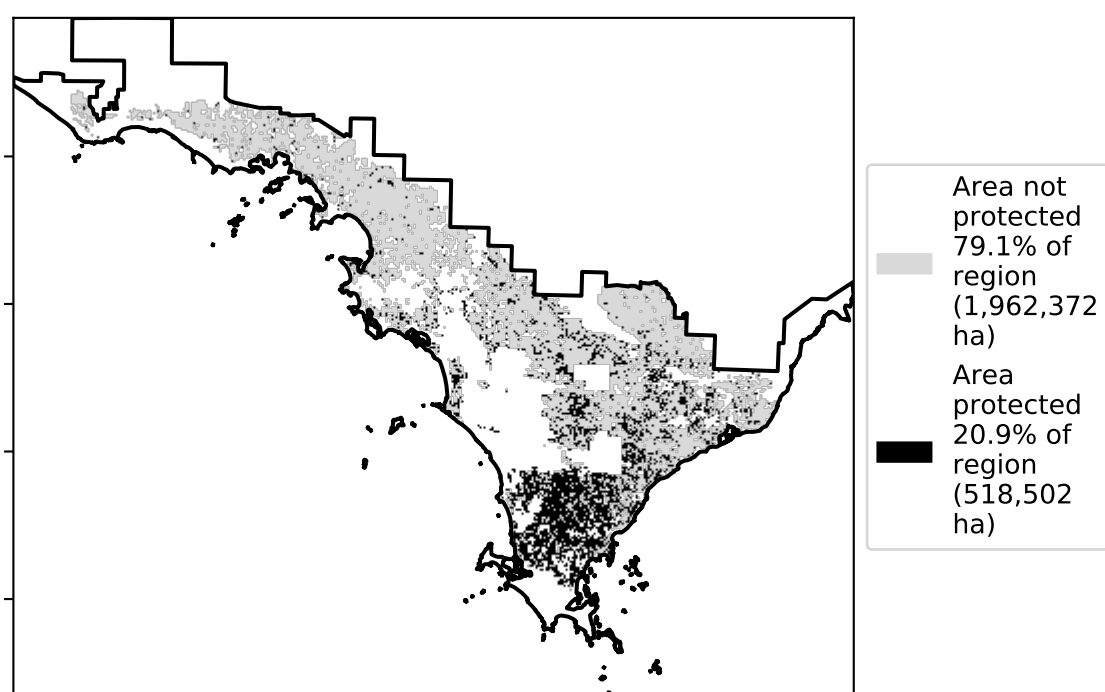 Area not
protected
79.1% of
region
(1,962,372
ha)
Area
protected
20.9% of
region
(518,502
ha)